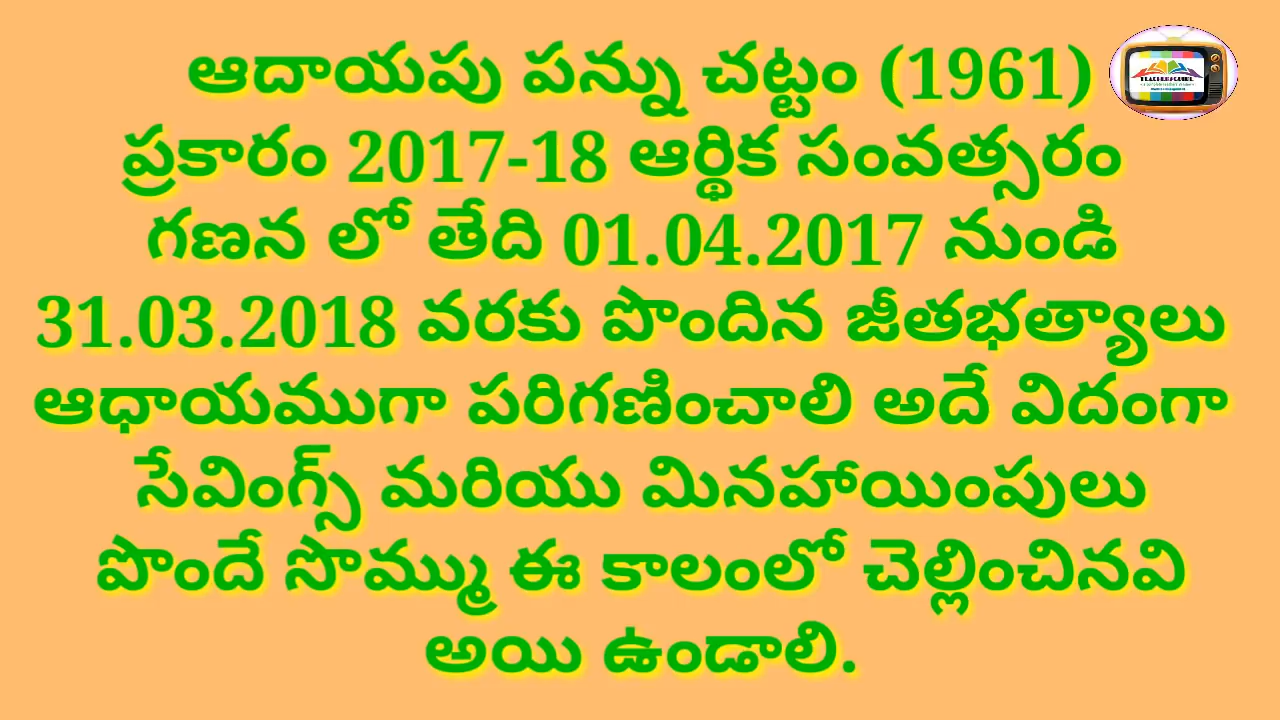 ఆదాయపు పన్ను చట్టం (1961)
ప్రకారం 2017-18 ఆర్థిక సంవత్సరం
గణన లో తేది 01.04.2017 నుండి
31.03.2018 వరకు పొందిన జీతభత్యాలు
ఆధాయముగా పరిగణించాలి అదే విదంగా
సేవింగ్స్ మరియు మినహాయింపులు
పొందే సొమ్ము ఈ కాలంలో చెల్లించినవి
అయి ఉండాలి.